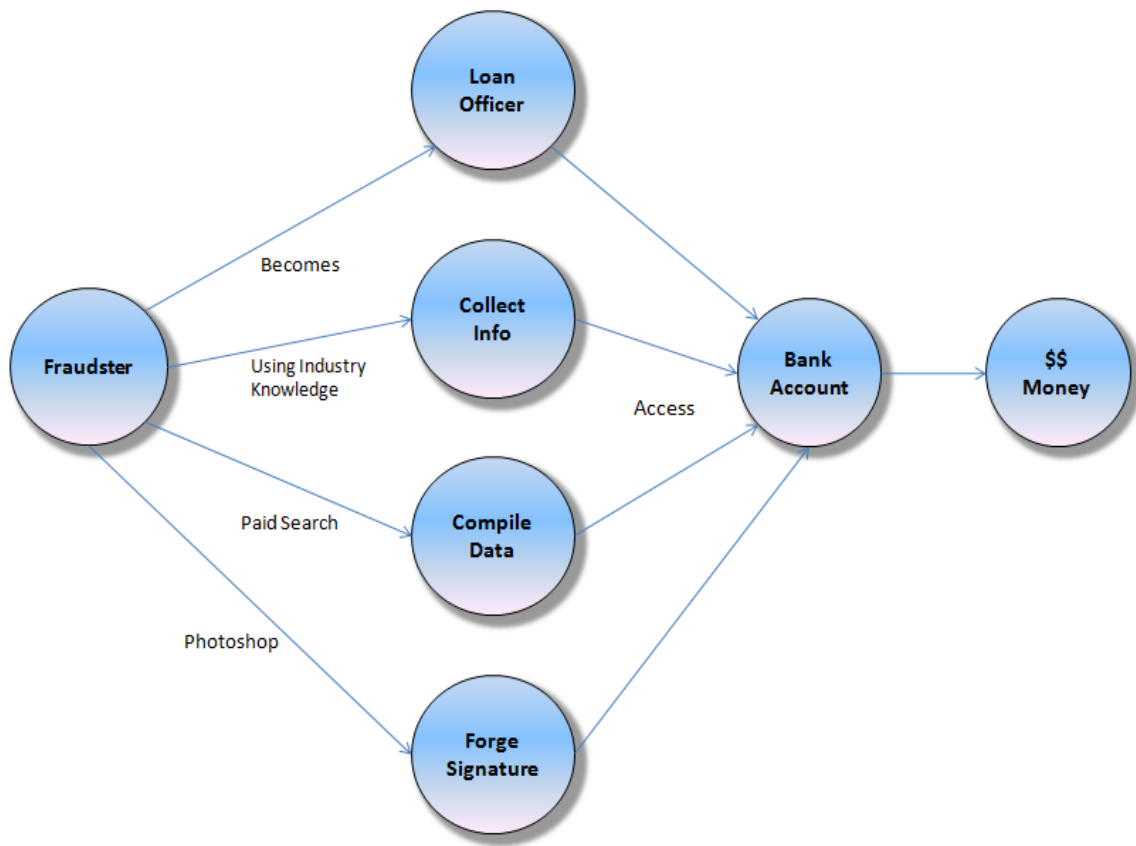 Loan
Officer
Becomes
Collect
Info
Fraudster
Using Industry
Knowledge
Bank
Account
$$
Money
Access
Paid Search
Compile
Data
Photoshop
Forge
Signature